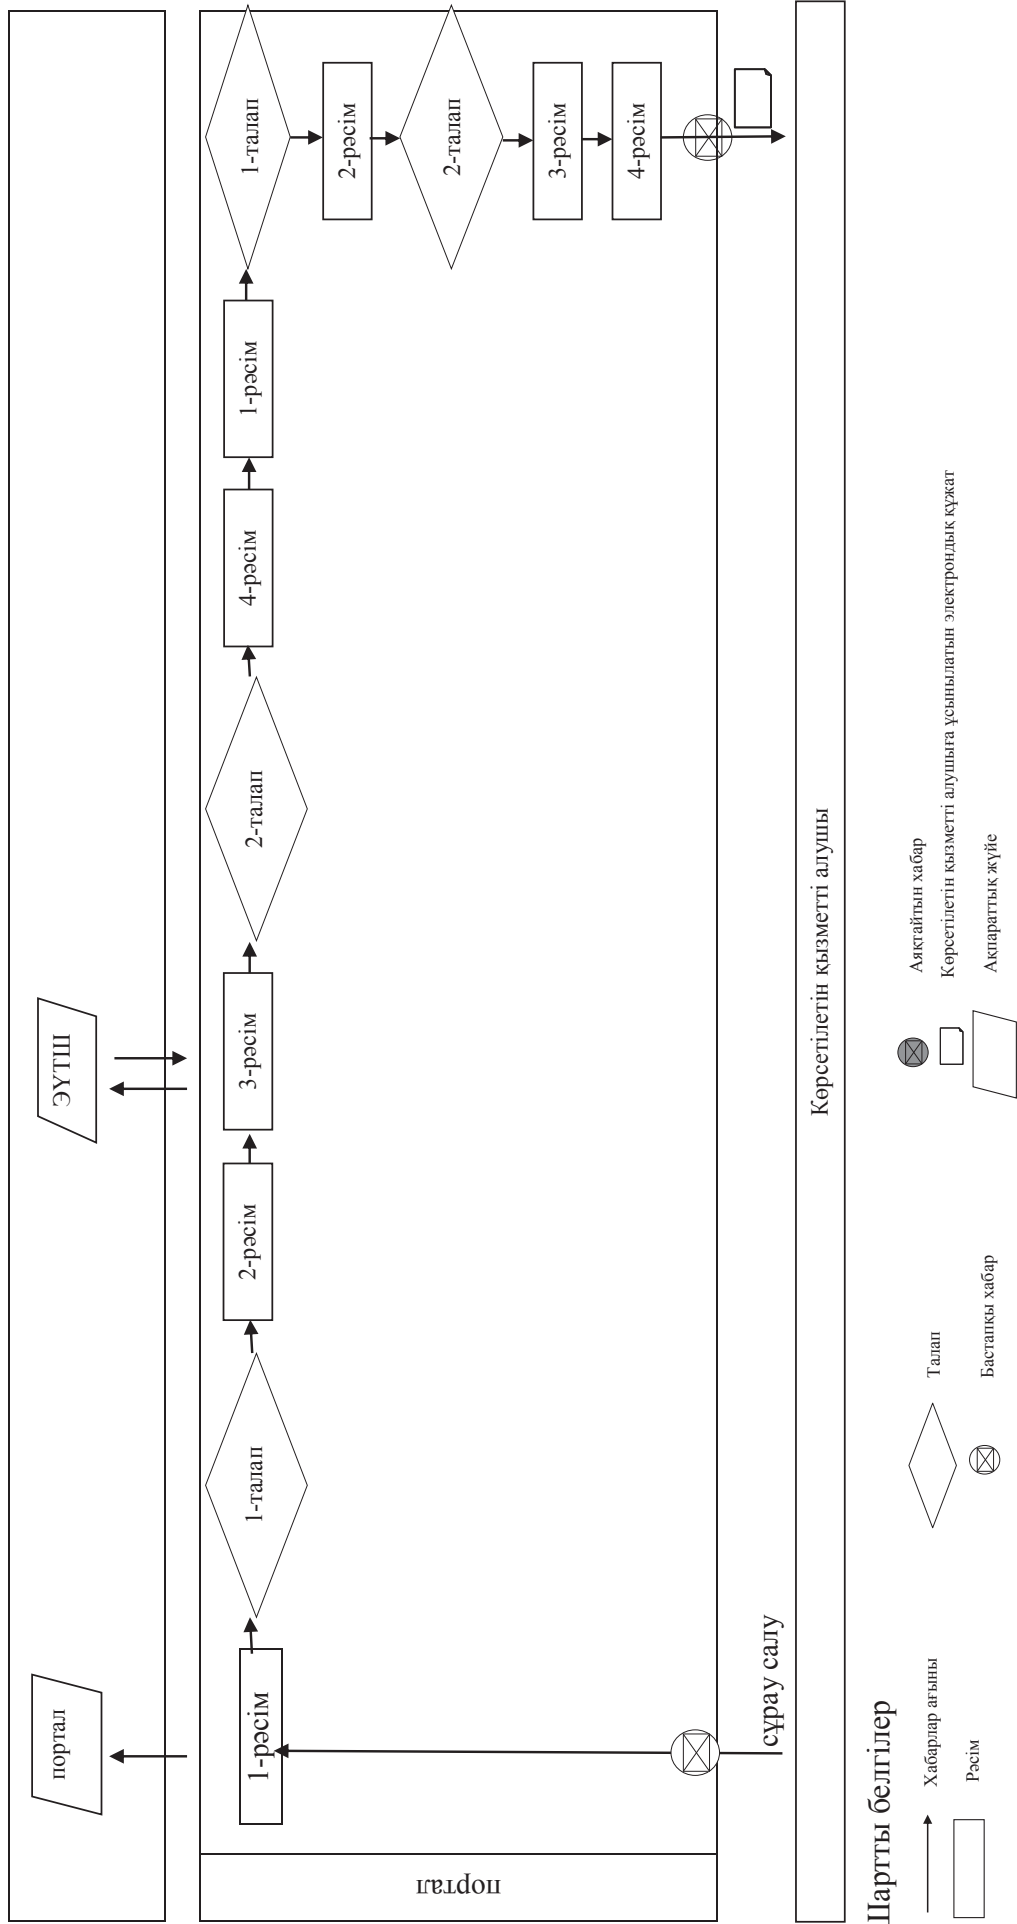 портал
ЭҮТШ
портал
1-рәсім
1-талап
2-рәсім
3-рәсім
2-талап
4-рәсім
1-рәсім
1-талап
2-рәсім
2-талап
3-рәсім
4-рәсім
сұрау салу
Көрсетілетін қызметті алушы
Шартты белгілер
Хабарлар ағыны
Талап
Аяқтайтын хабар
Көрсетілетін қызметті алушыға ұсынылатын электрондық құжат
Рәсім
Бастапқы хабар
Ақпараттық жүйе